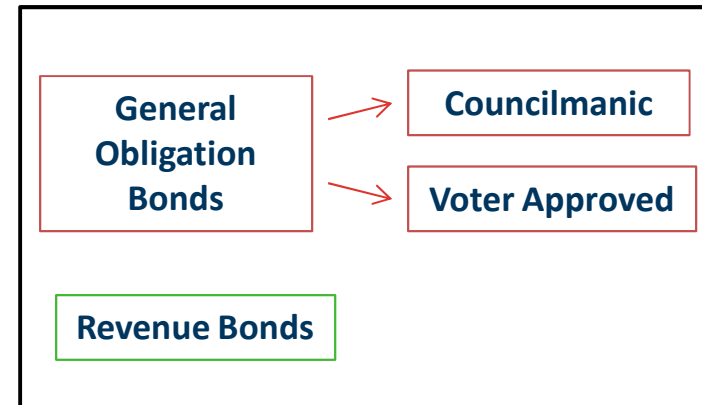 General
Obligation
Bonds
Councilmanic
Voter Approved
Revenue Bonds